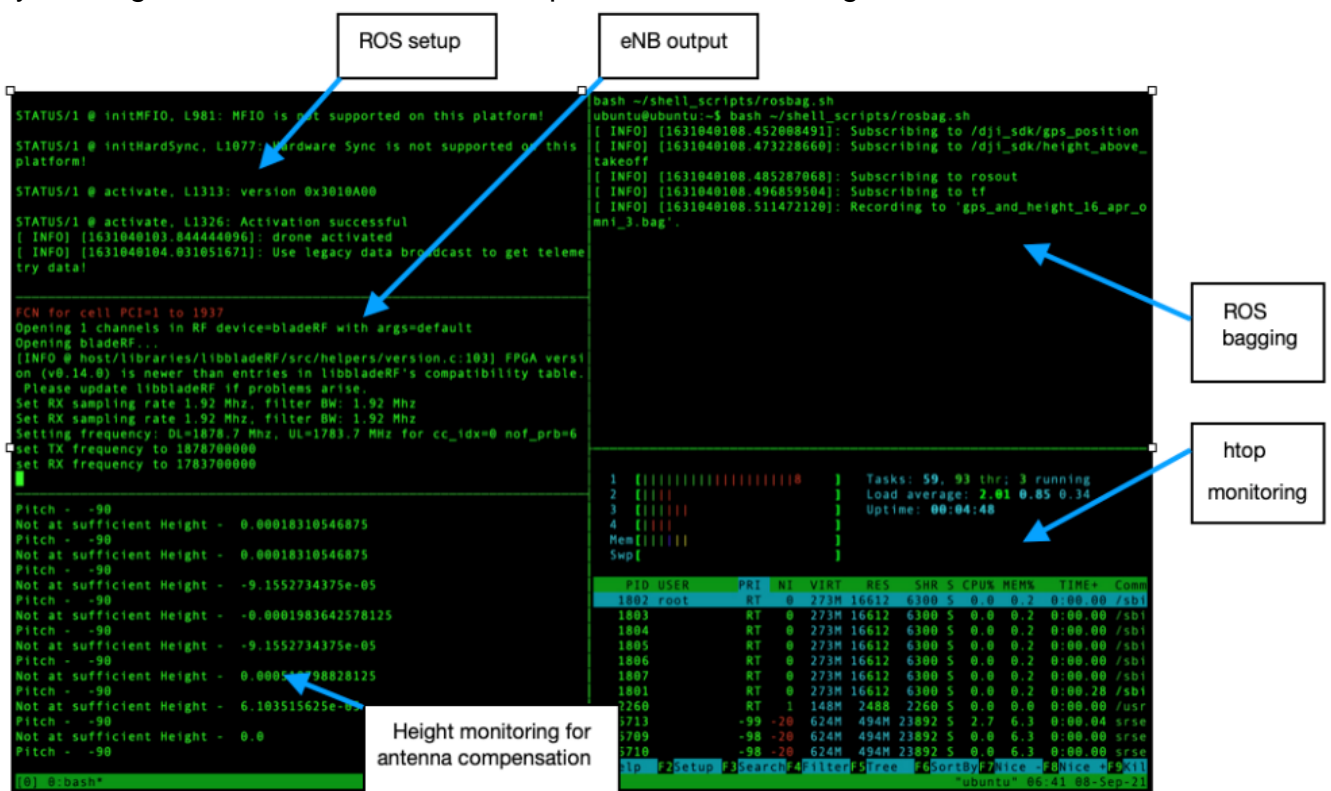 ROS setup
eNB output
STATUS/1 @ initMFIO, L981: MFIO is not supported on this platform!
STATUS/1 @ initHardSync, L1077: Hardware Sync is not supported on this
platform!
STATUS/1 @ activate, L1313: version 0x3010A00
STATUS/1 @ activate, L1326: Activation successful
[ INFO] [1631040103.844444096]: drone activated
[ INFO] [1631040104.031051671]: Use legacy data broadcast to get teleme
try data!
FCN for cell PCI=1 to 1937
Opening 1 channels in RF device=bladeRF with args=default
Opening bladeRF...
[INFO @ host/libraries/libbladeRF/src/helpers/version.c:103] FPGA versi
on (v0.14.0) is newer than entries in libbladeRF's compatibility table.
Please update libbladeRF if problems arise.
Set RX sampling rate 1.92 Mhz, filter BW: 1.92 Mhz
Set RX sampling rate 1.92 Mhz, filter BW: 1.92 Mhz
Setting frequency: DL=1878.7 Mhz, UL=1783.7 MHz for cc_idx=0 nof_prb=6
set TX frequency to 1878700000
set RX frequency to 1783700000
Pitch - -90
Not at sufficient Height - 0.00018310546875
Pitch - -90
Not at sufficient Height - 0.00018310546875
Pitch - -90
Not at sufficient Height - -9.1552734375e-05
Pitch - -90
Not at sufficient Height - -0.0001983642578125
Pitch - -90
Not at sufficient Height - -9.1552734375e-05
Pitch - -90
Not at sufficient Height - 
Pitch - -90
Not at sufficient Height - 6.103515625e-05
Pitch - -90
Not at sufficient Height - 0.0
Pitch - -90
[0] 0:bash*
Height monitoring for
antenna compensation
bash ~/shell_scripts/rosbag.sh
ubuntu@ubuntu:~$ bash ~/shell_scripts/rosbag.sh
[ INFO] [1631040108.452008491]: Subscribing to /dji_sdk/gps_position
[ INFO] [1631040108.473228660]: Subscribing to /dji_sdk/height_above_
takeoff
[ INFO] [1631040108.485287068]: Subscribing to rosout
[ INFO] [1631040108.496859504]: Subscribing to tf
[ INFO] [1631040108.511472120]: Recording to 'gps_and_height_16_apr_o
mni_3.bag'.
ROS
bagging
1 [||||||||||||||||||||8 ] Tasks: 59, 93 thr; 3 running
2 [|||| ] Load average: 2.01 0.85 0.34
3 [|||||| ] Uptime: 00:04:48
4 [|||| ]
Mem[|||||| ]
Swp[ ]
htop
monitoring
PID USER PRI NI VIRT RES SHR S CPU% MEM% TIME+ Comm
1802 root RT 0 273M 16612 6300 S 0.0 0.2 0:00.00 /sbi
1803 RT 0 273M 16612 6300 S 0.0 0.2 0:00.00 /sbi
1804 RT 0 273M 16612 6300 S 0.0 0.2 0:00.00 /sbi
1805 RT 0 273M 16612 6300 S 0.0 0.2 0:00.00 /sbi
1806 RT 0 273M 16612 6300 S 0.0 0.2 0:00.00 /sbi
1807 RT 0 273M 16612 6300 S 0.0 0.2 0:00.00 /sbi
1801 RT 0 273M 16612 6300 S 0.0 0.2 0:00.28 /sbi
2260 RT 1 148M 2488 2260 S 0.0 0.0 0:00.00 /usr
5713 -99 -20 624M 494M 23892 S 2.7 6.3 0:00.04 srse
5709 -98 -20 624M 494M 23892 S 0.0 6.3 0:00.00 srse
5710 -98 -20 624M 494M 23892 S 0.0 6.3 0:00.00 srse
elp F2Setup F3SearchF4FilterF5Tree F6SortByF7Nice -F8Nice +F9Kil
"ubuntu" 06:41 08-Sep-21